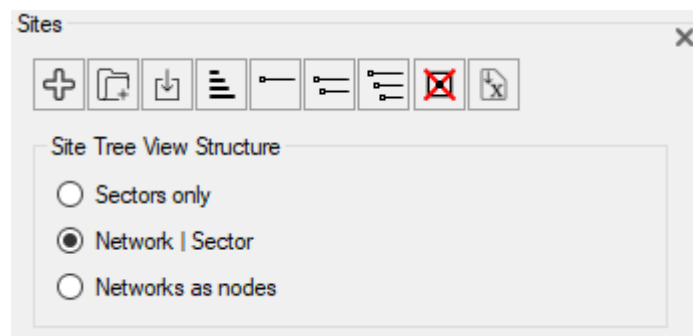 Sites
Site Tree View Structure
Sectors only
Network | Sector
Networks as nodes